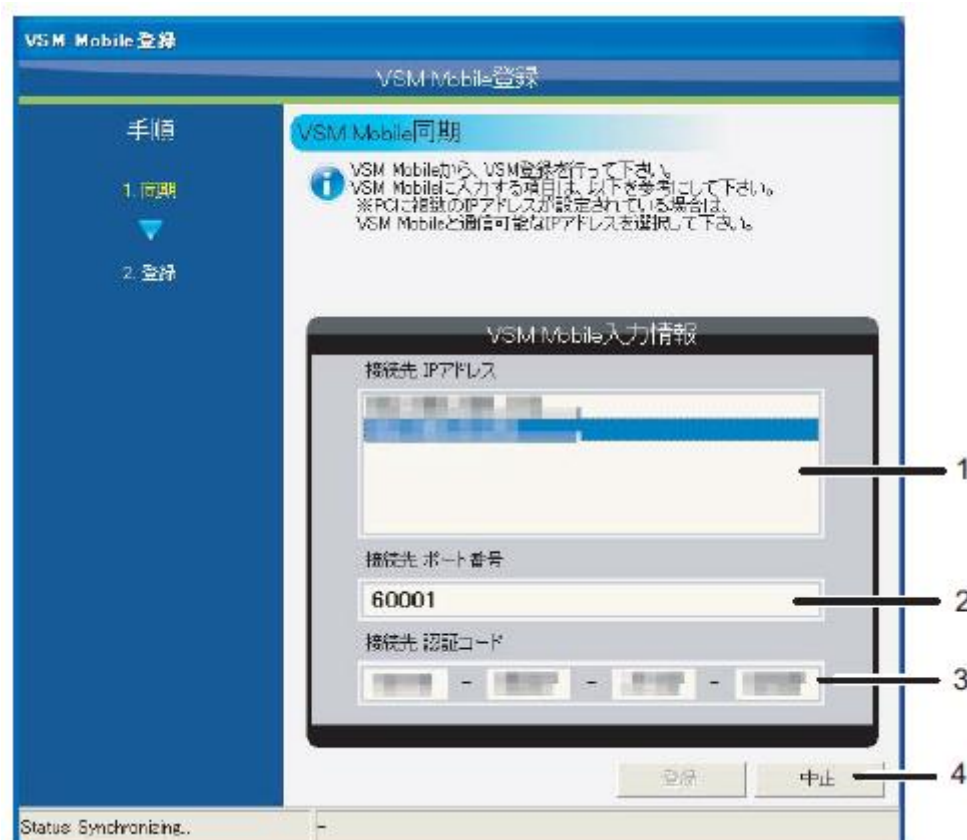 VSM Mobile登録
VSM Mobile登録
手順
1. 同期
2. 登録
VSM Mobile同期
VSM Mobileから、VSM登録を行って下さい。
VSM Mobileに入力する項目は、以下を参考にして下さい。
※PCに複数のIPアドレスが設定されている場合は、
VSM Mobileと通信可能なIPアドレスを選択して下さい。
VSM Mobile入力情報
接続先 IPアドレス
1
接続先 ポート番号
60001
2
接続先 認証コード
- - -
3
登録
中止
4
Status: Synchronizing..
-